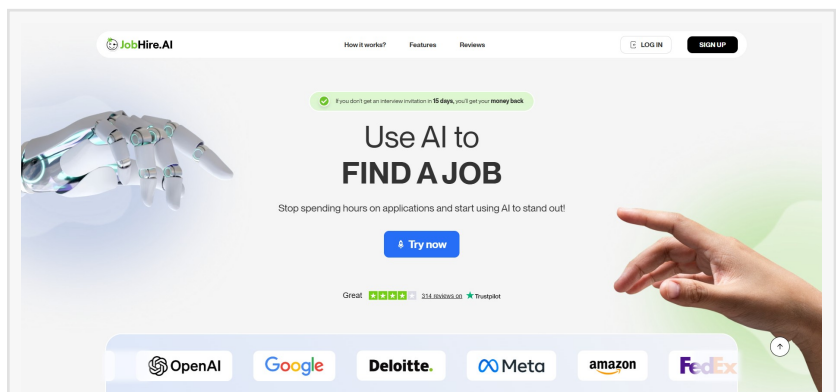 JobHire.AI
How it works?
Features
Reviews
LOG IN
SIGN UP
If you don't get an interview invitation in 15 days, you'll get your money back
Use AI to
FIND A JOB
Stop spending hours on applications and start using AI to stand out!
Try now
Great
314 reviews on
Trustpilot
OpenAI
Google
Deloitte.
Meta
amazon
FedEx